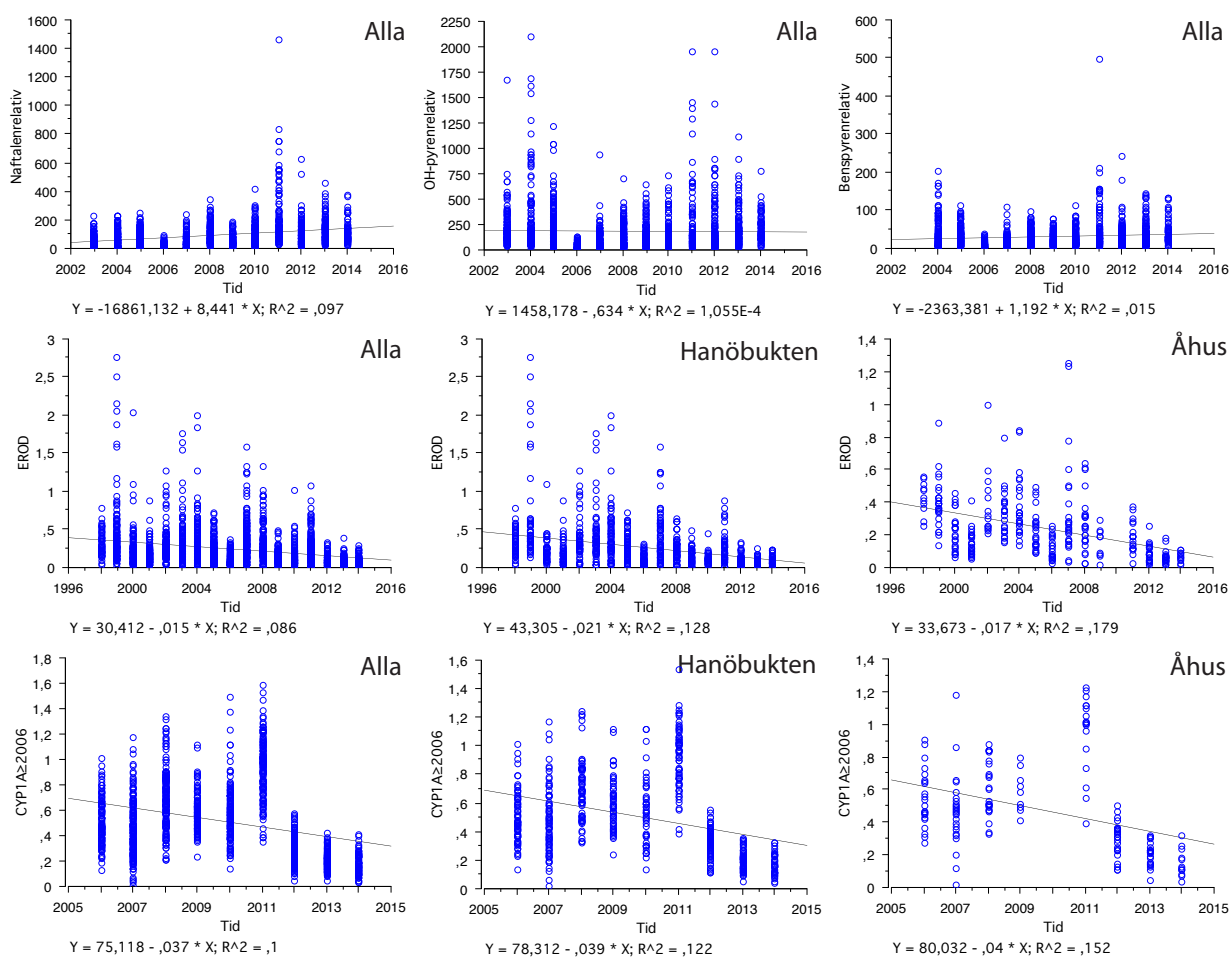 Alla
Naftalenrelativ
1600
1400
1200
1000
800
600
400
200
0
2002 2004 2006 2008 2010 2012 2014 2016
Tid
Y = -16861,132 + 8,441 * X; R^2 = ,097
Alla
OH-pyrenrelativ
2250
2000
1750
1500
1250
1000
750
500
250
0
2002 2004 2006 2008 2010 2012 2014 2016
Tid
Y = 1458,178 - ,634 * X; R^2 = 1,055E-4
Alla
Benspyrenrelativ
600
500
400
300
200
100
0
2002 2004 2006 2008 2010 2012 2014 2016
Tid
Y = -2363,381 + 1,192 * X; R^2 = ,015
Alla
EROD
3
2,5
2
1,5
1
,5
0
1996 2000 2004 2008 2012 2016
Tid
Y = 30,412 - ,015 * X; R^2 = ,086
Hanöbukten
EROD
3
2,5
2
1,5
1
,5
0
1996 2000 2004 2008 2012 2016
Tid
Y = 43,305 - ,021 * X; R^2 = ,128
Åhus
EROD
1,4
1,2
1
,8
,6
,4
,2
0
1996 2000 2004 2008 2012 2016
Tid
Y = 33,673 - ,017 * X; R^2 = ,179
Alla
CYP1A≥2006
1,8
1,6
1,4
1,2
1
,8
,6
,4
,2
0
2005 2007 2009 2011 2013 2015
Tid
Y = 75,118 - ,037 * X; R^2 = ,1
Hanöbukten
CYP1A≥2006
1,6
1,4
1,2
1
,8
,6
,4
,2
0
2005 2007 2009 2011 2013 2015
Tid
Y = 78,312 - ,039 * X; R^2 = ,122
Åhus
CYP1A≥2006
1,4
1,2
1
,8
,6
,4
,2
0
2005 2007 2009 2011 2013 2015
Tid
Y = 80,032 - ,04 * X; R^2 = ,152